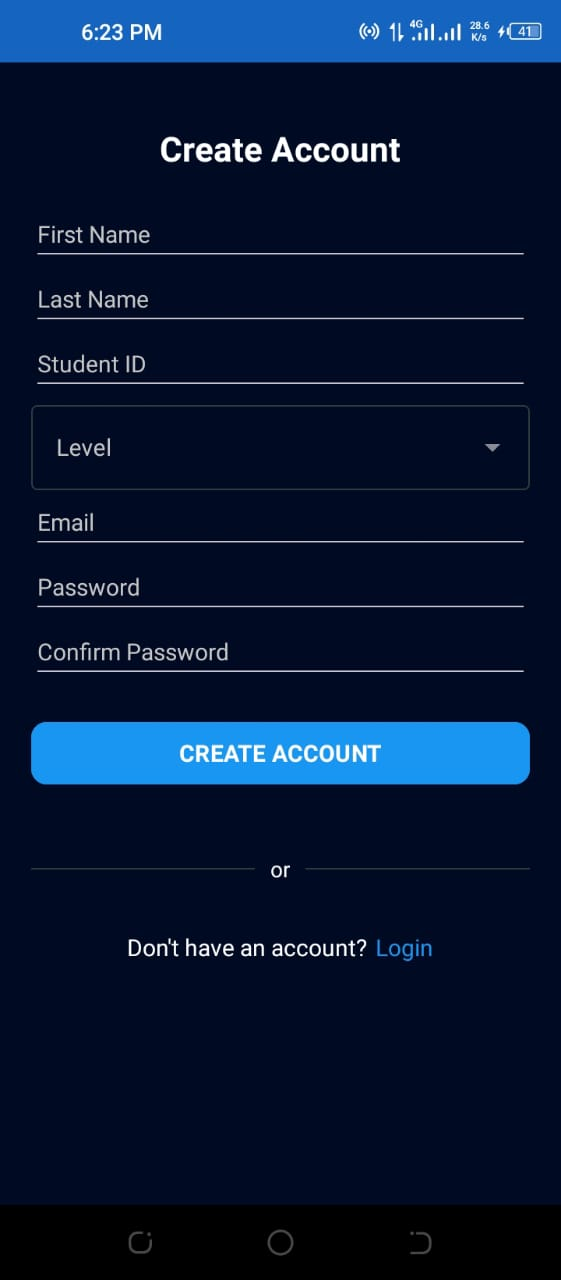 6:23 PM 4G 28.6 K/s 41
Create Account
First Name
Last Name
Student ID
Level
Email
Password
Confirm Password
CREATE ACCOUNT
or
Don't have an account? Login